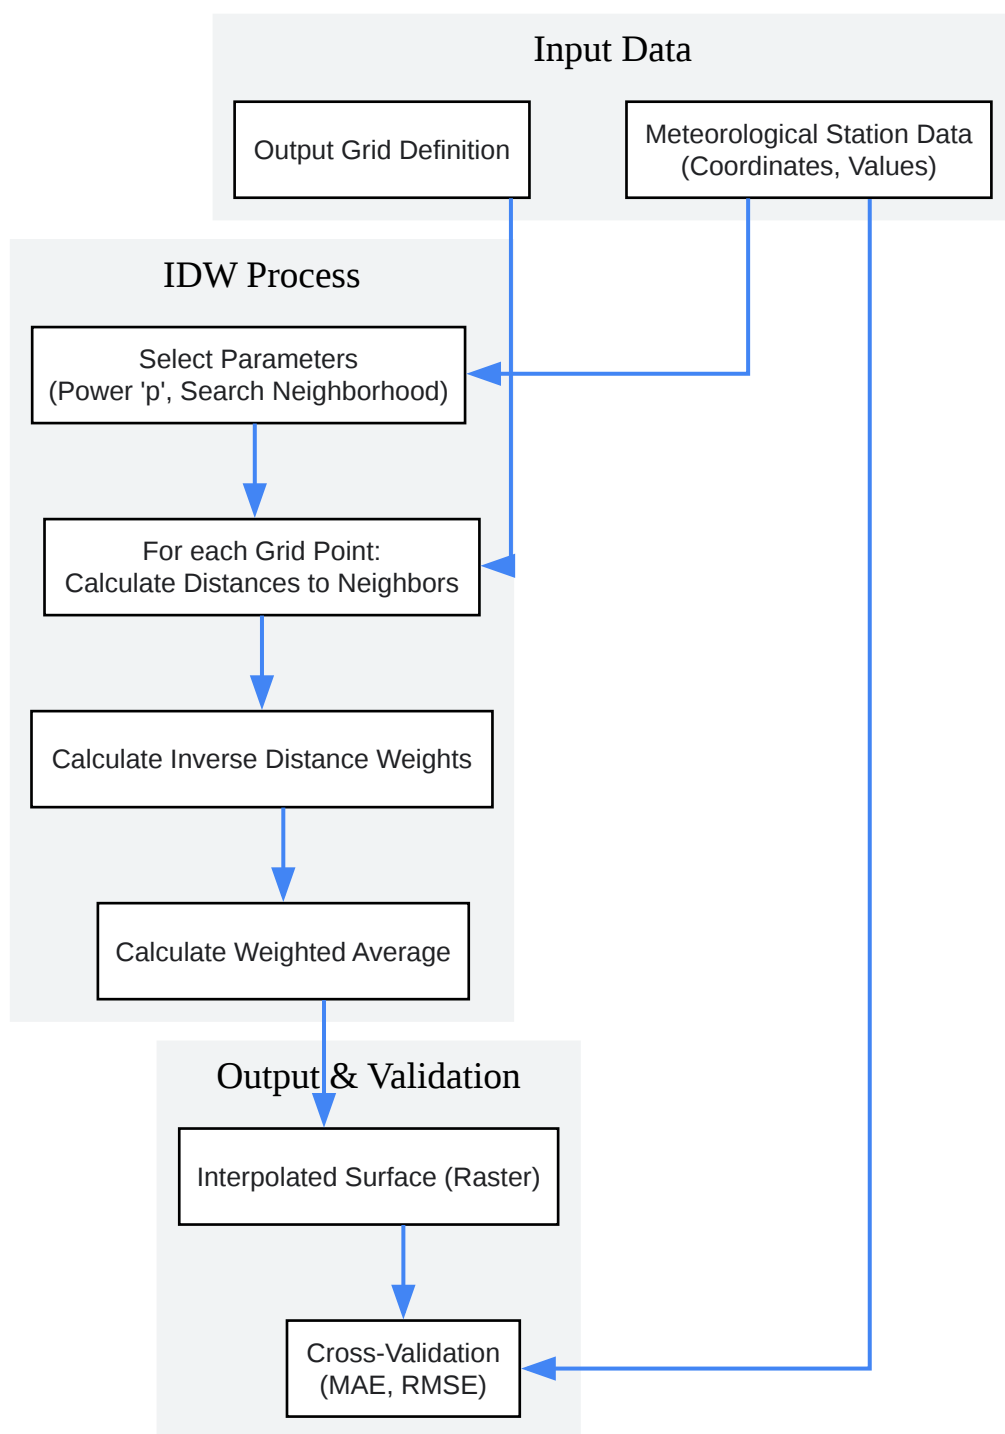 Input Data
Output Grid Definition
Meteorological Station Data
(Coordinates, Values)
IDW Process
Select Parameters
(Power 'p', Search Neighborhood)
For each Grid Point:
Calculate Distances to Neighbors
Calculate Inverse Distance Weights
Calculate Weighted Average
Output & Validation
Interpolated Surface (Raster)
Cross-Validation
(MAE, RMSE)